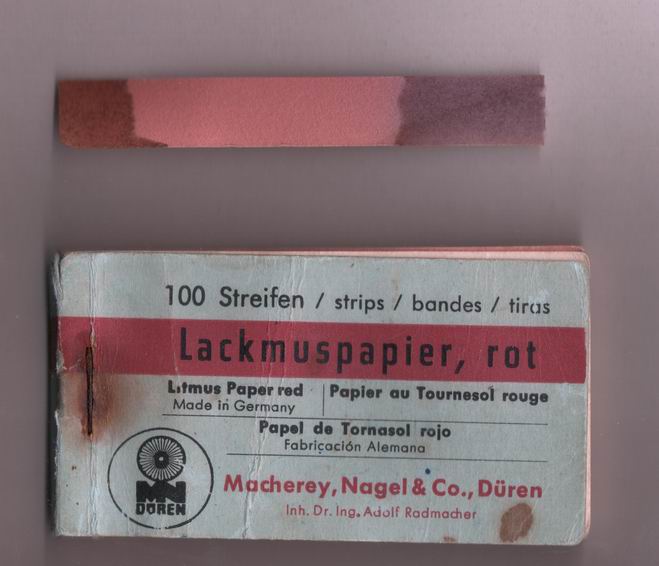 100 Streifen / strips / bandes / tiras
Lackmuspapier, rot
Litmus Paper red
Made in Germany
Papier au Tournesol rouge
Papel de Tornasol rojo
Fabricación Alemana
MN
DÜREN
Macherey, Nagel & Co., Düren
Inh. Dr. Ing. Adolf Radmacher